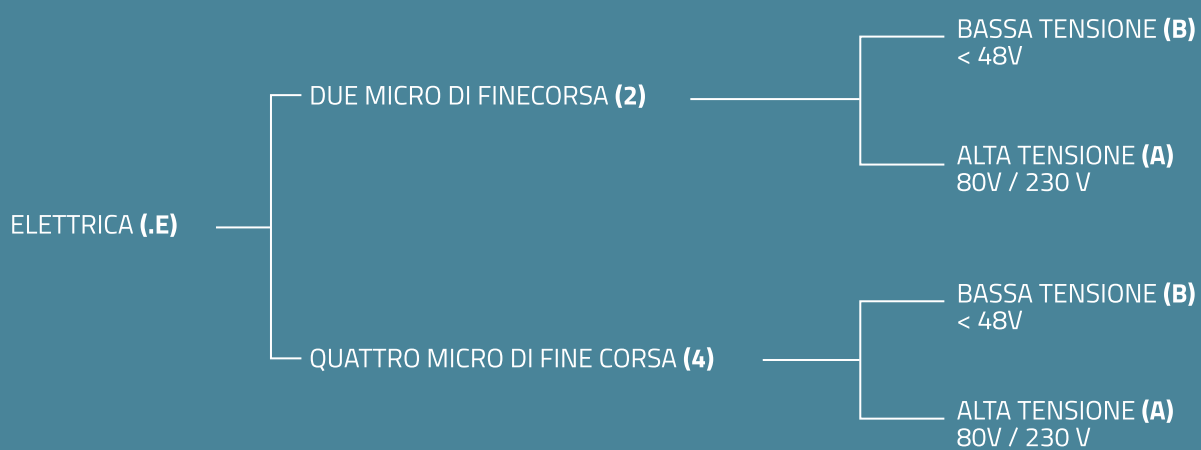 BASSA TENSIONE (B)
< 48V
DUE MICRO DI FINECORSA (2)
ALTA TENSIONE (A)
80V / 230 V
ELETTRICA (.E)
BASSA TENSIONE (B)
< 48V
QUATTRO MICRO DI FINE CORSA (4)
ALTA TENSIONE (A)
80V / 230 V